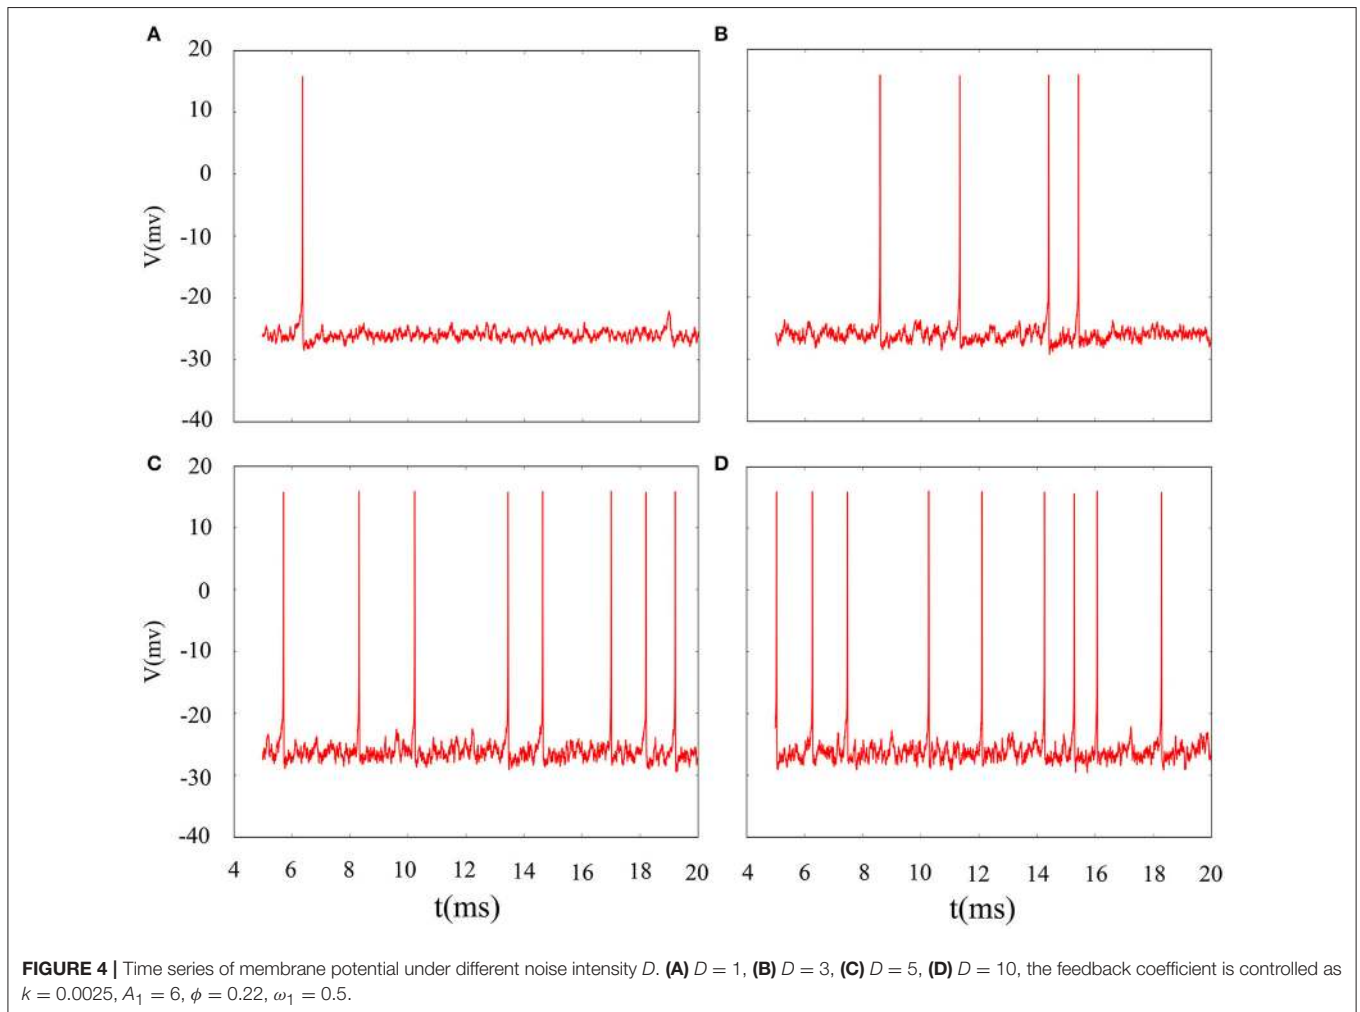 A
B
20
10
0
-10
-20
-30
-40
V(mv)
C
D
20
10
0
-10
-20
-30
-40
V(mv)
4 6 8 10 12 14 16 18 20
4 6 8 10 12 14 16 18 20
t(ms)
t(ms)
FIGURE 4 | Time series of membrane potential under different noise intensity D. (A) D = 1, (B) D = 3, (C) D = 5, (D) D = 10, the feedback coefficient is controlled as
k = 0.0025, A₁ = 6, ϕ = 0.22, ω₁ = 0.5.